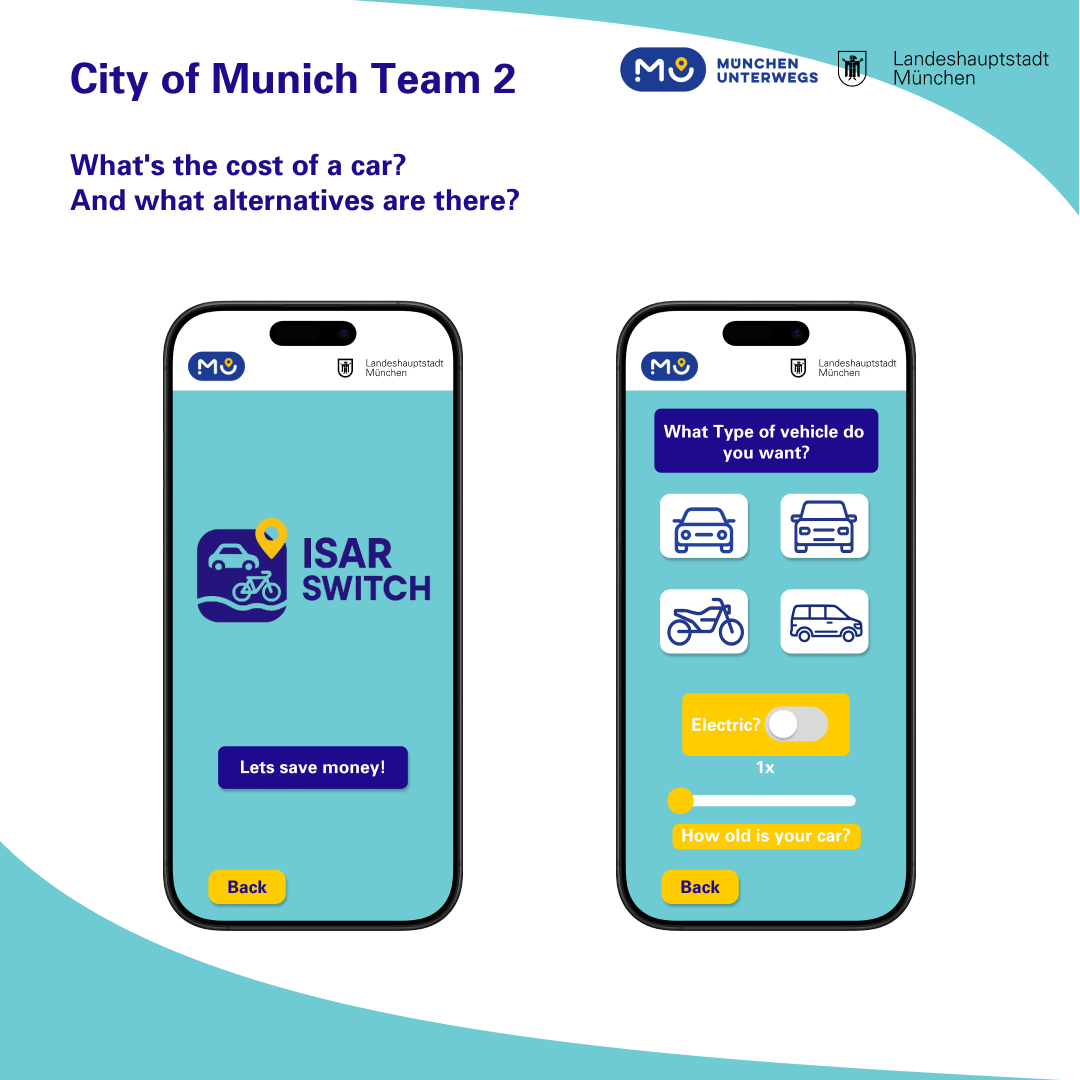 City of Munich Team 2
MÜNCHEN
UNTERWEGS
Landeshauptstadt
München
What's the cost of a car?
And what alternatives are there?
MU
Landeshauptstadt
München
ISAR
SWITCH
Lets save money!
Back
MU
Landeshauptstadt
München
What Type of vehicle do
you want?
Electric?
1x
How old is your car?
Back